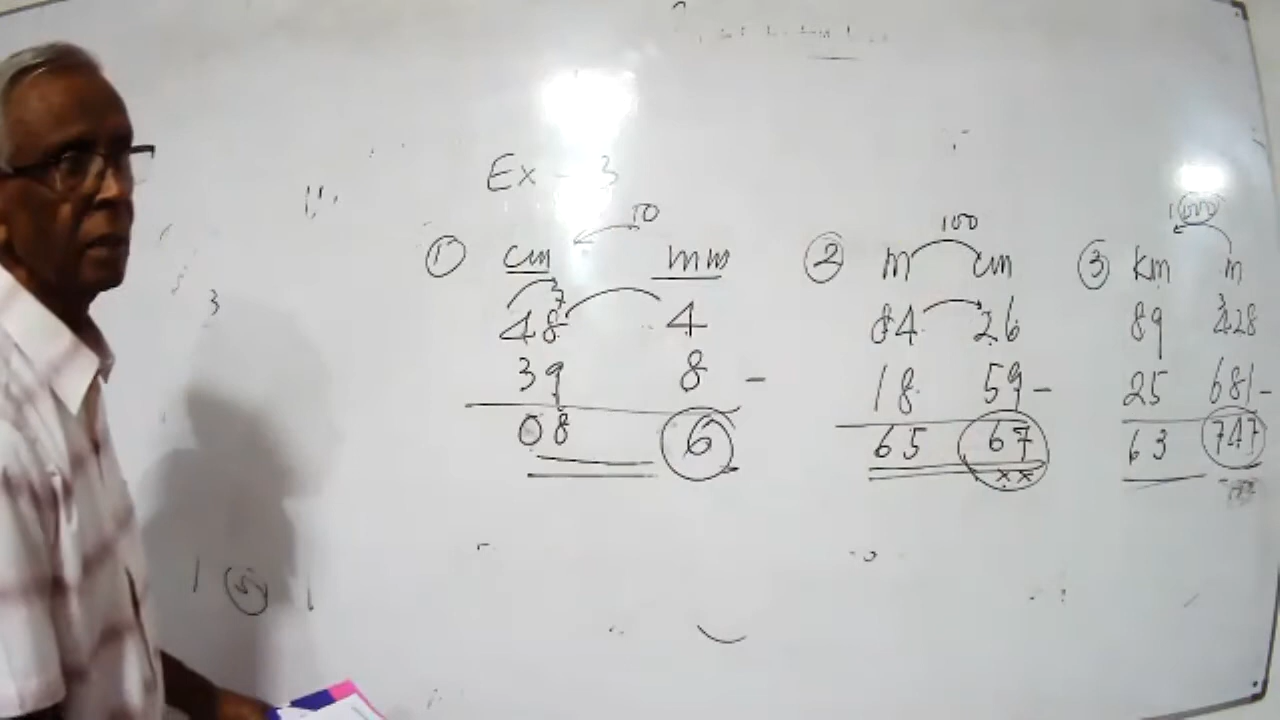 Ex - 3
① cm 10 mm
7
48 4
39 8 -
08 6
② m 100 cm
84 26
18 59 -
65 67
xx
③ km 1000 m
89 428
25 681 -
63 747